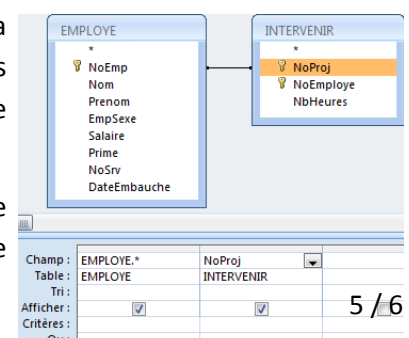 a
s
e
e
e
EMPLOYE
*
NoEmp
Nom
Prenom
EmpSexe
Salaire
Prime
NoSrv
DateEmbauche
INTERVENIR
*
NoProj
NoEmploye
NbHeures
Champ : EMPLOYE.* NoProj
Table : EMPLOYE INTERVENIR
Tri :
Afficher :
Critères :
5 / 6